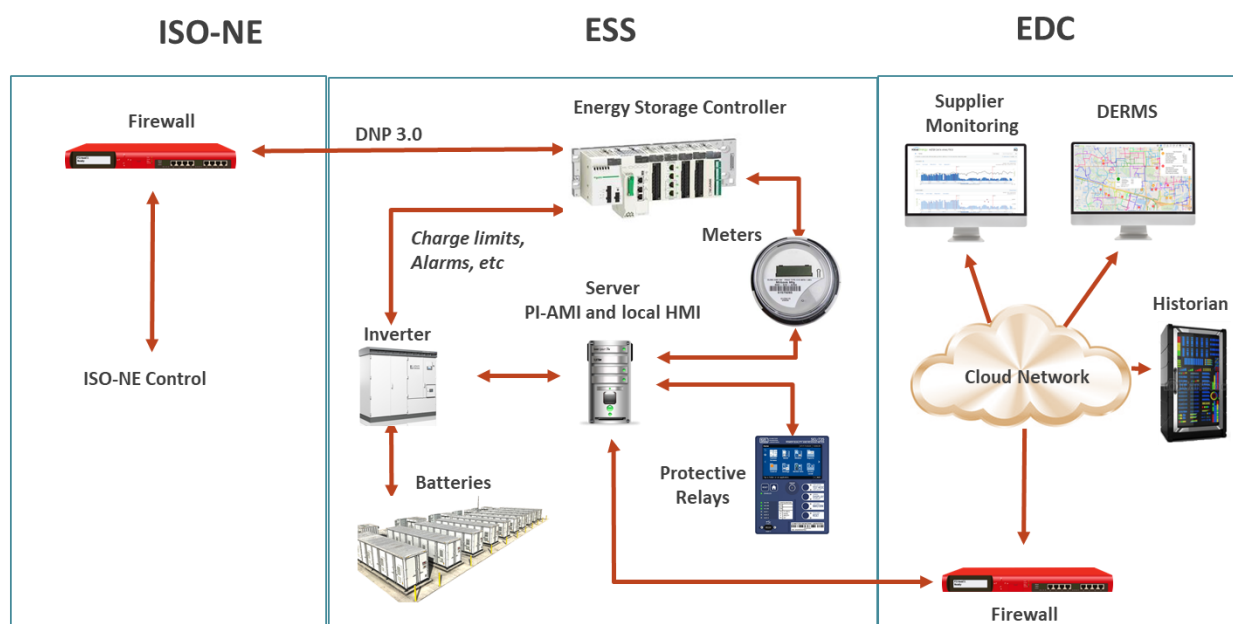 ISO-NE
ESS
EDC
Firewall
DNP 3.0
Energy Storage Controller
Supplier
Monitoring
DERMS
Charge limits,
Alarms, etc
Meters
Server
PI-AMI and local HMI
Inverter
Historian
ISO-NE Control
Cloud Network
Batteries
Protective
Relays
Firewall